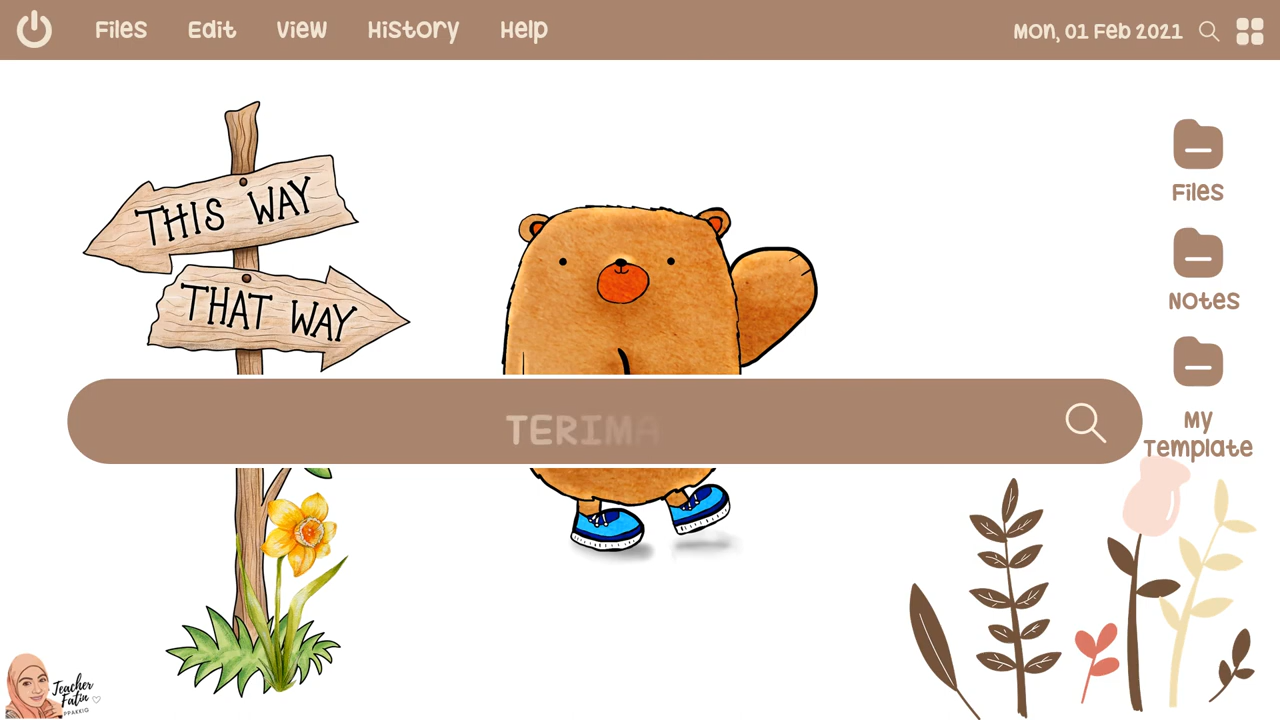 Files Edit View History Help Mon, 01 Feb 2021
THIS WAY
THAT WAY
Files
Notes
My
Template
TERIMA
Teacher
Fatin
PPAKKIG